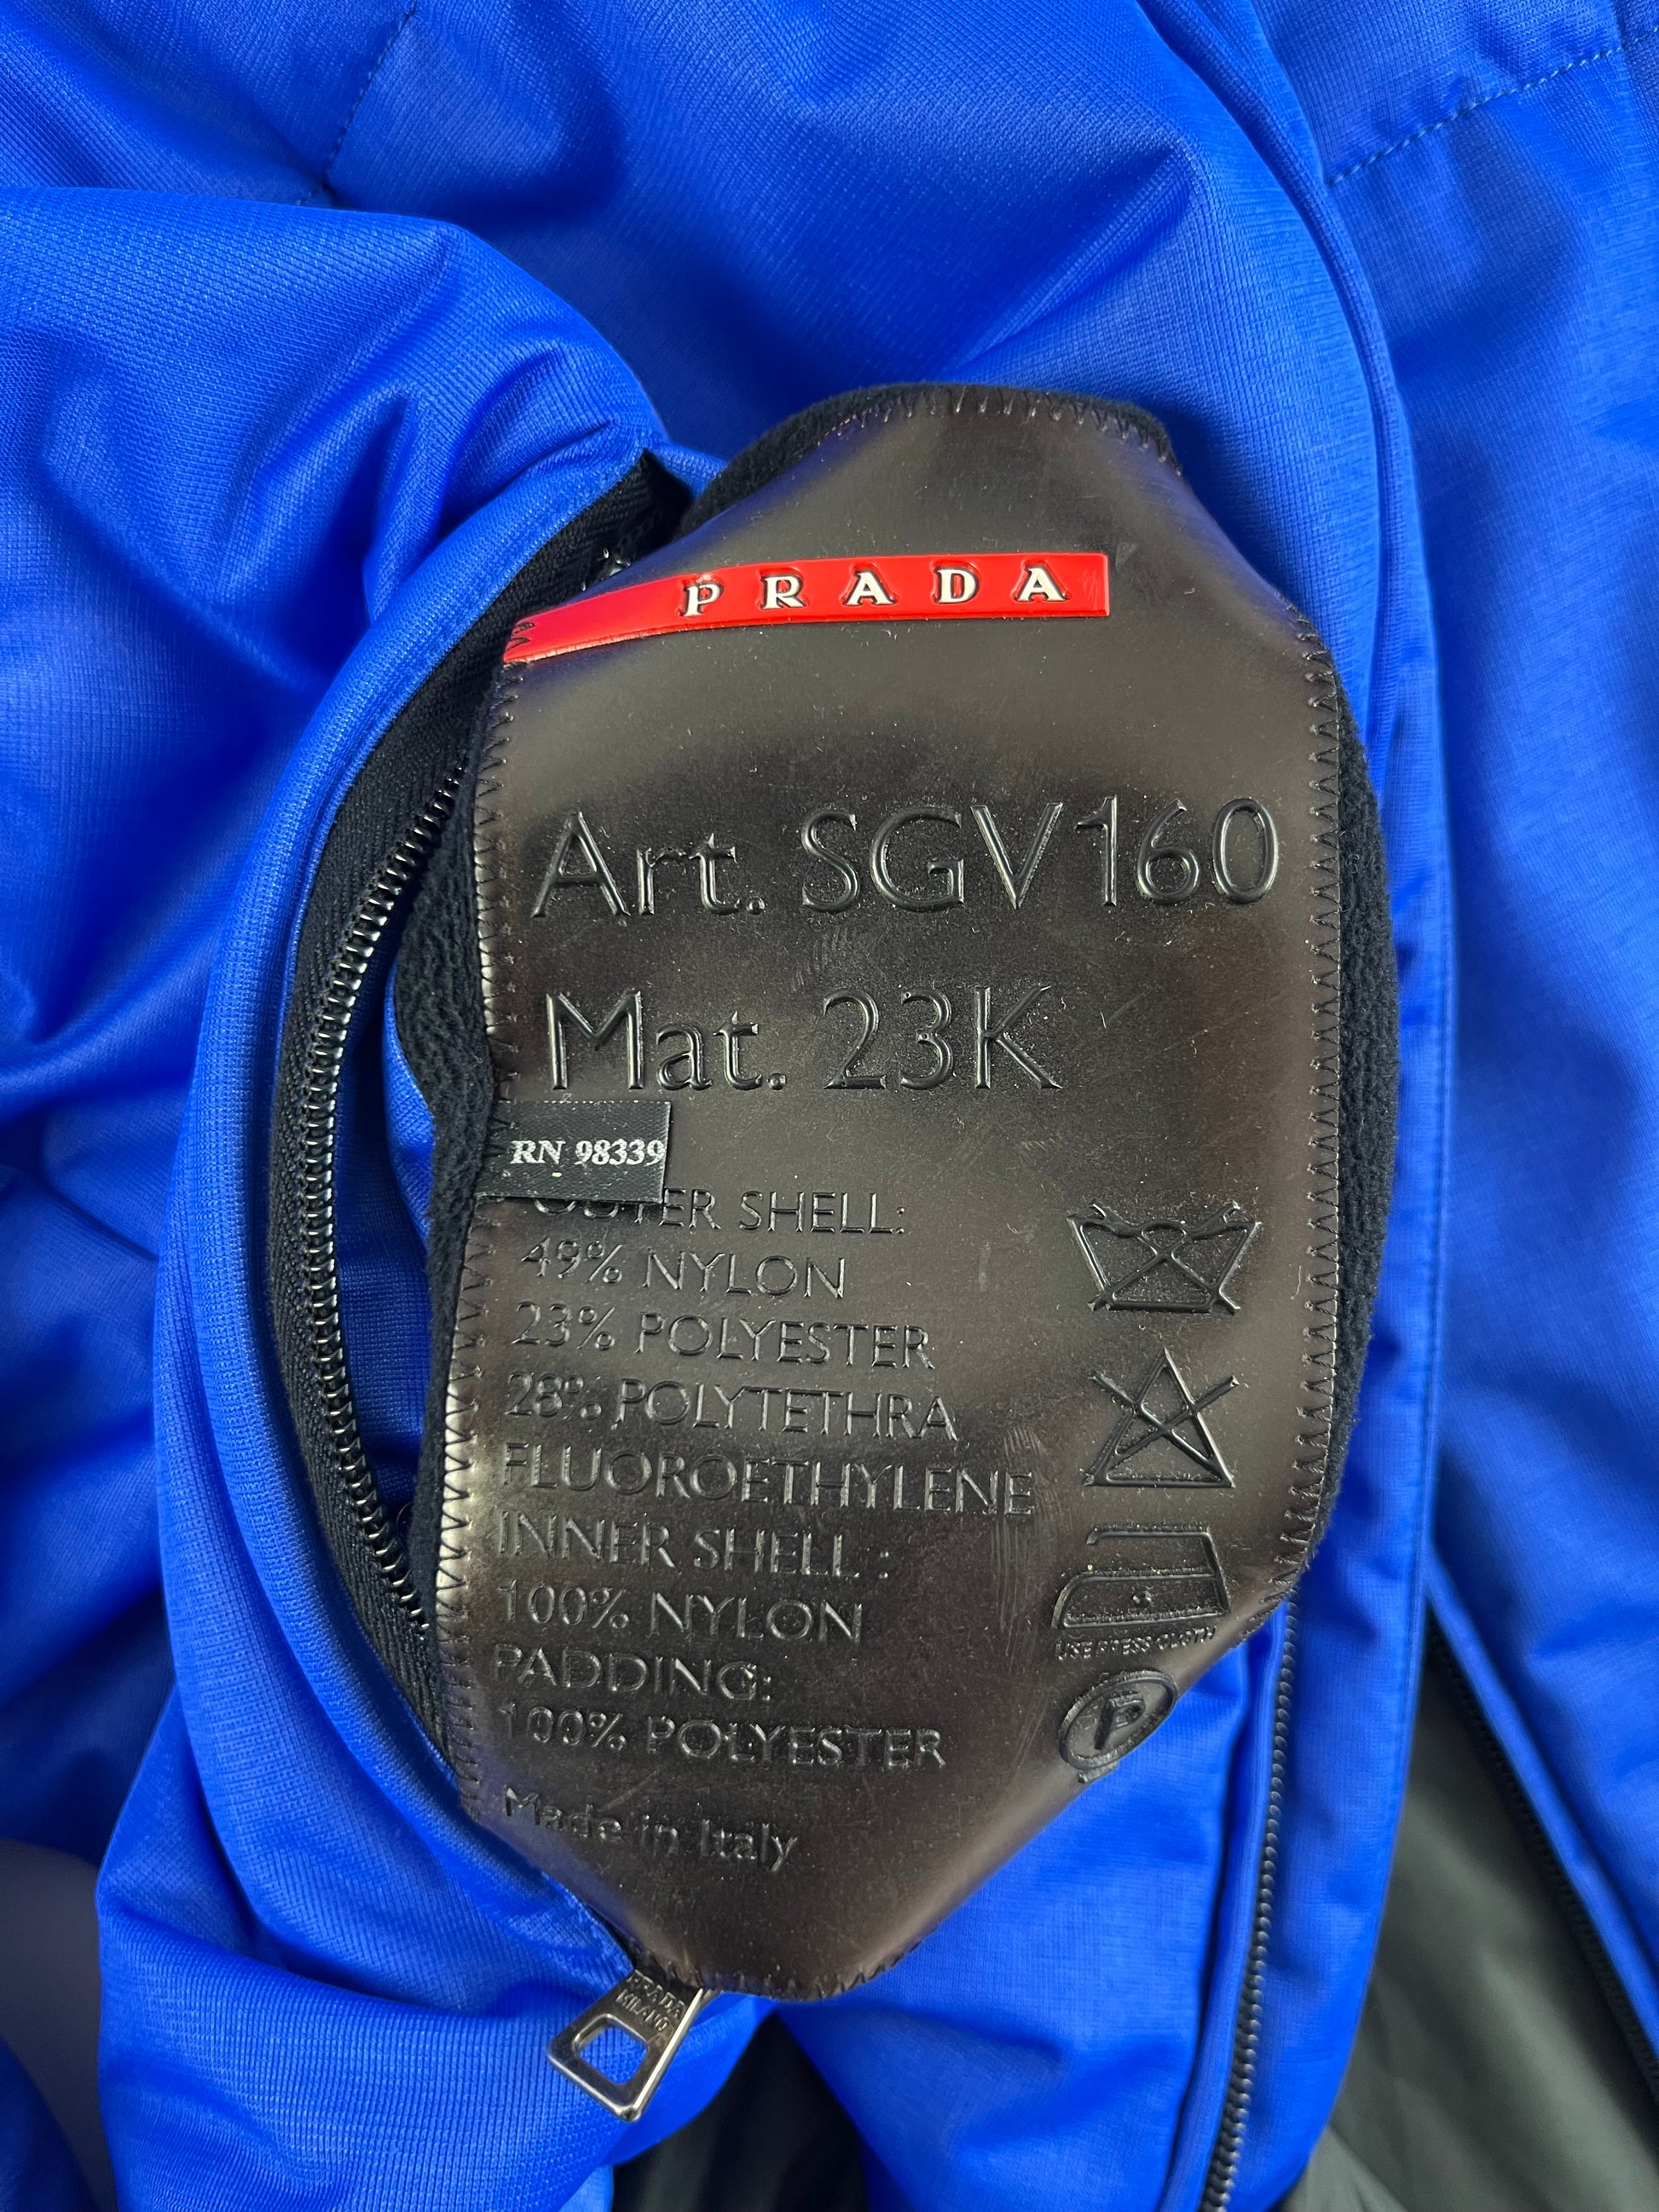 PRADA
Art. SGV160
Mat. 23K
RN 98339
OUTER SHELL:
49% NYLON
23% POLYESTER
28% POLYTETHRA
FLUOROETHYLENE
INNER SHELL :
100% NYLON
PADDING:
100% POLYESTER
Made in Italy
USE PRESS CLOTH
P
PRADA
MILANO